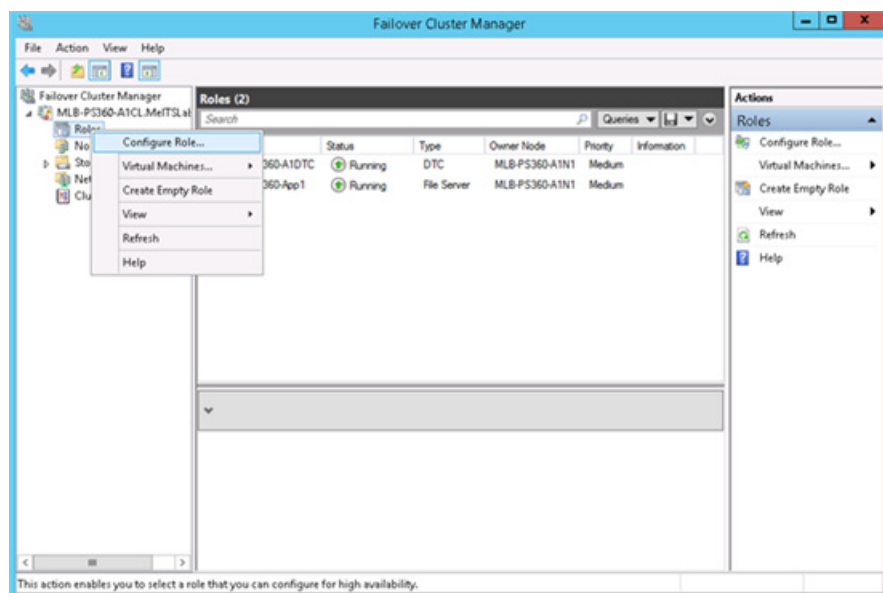 Failover Cluster Manager
File Action View Help
Failover Cluster Manager
MLB-PS360-A1CL.MeITSLal
Roles
No
Sto
Net
Clu
Configure Role...
Virtual Machines...
Create Empty Role
View
Refresh
Help
Roles (2)
Search
Queries
Status Type Owner Node Priority Information
360-A1DTC Running DTC MLB-PS360-A1N1 Medium
360-App1 Running File Server MLB-PS360-A1N1 Medium
Actions
Roles
Configure Role...
Virtual Machines...
Create Empty Role
View
Refresh
Help
This action enables you to select a role that you can configure for high availability.